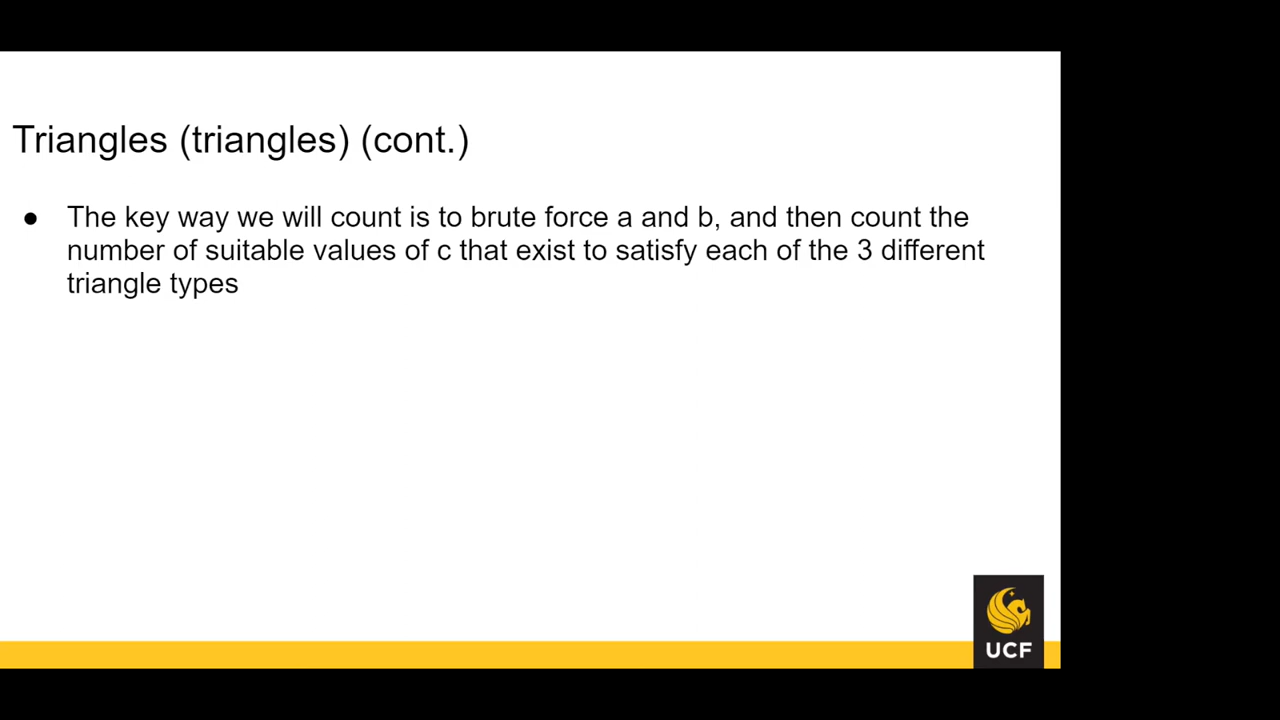 Triangles (triangles) (cont.)
● The key way we will count is to brute force a and b, and then count the
number of suitable values of c that exist to satisfy each of the 3 different
triangle types
UCF